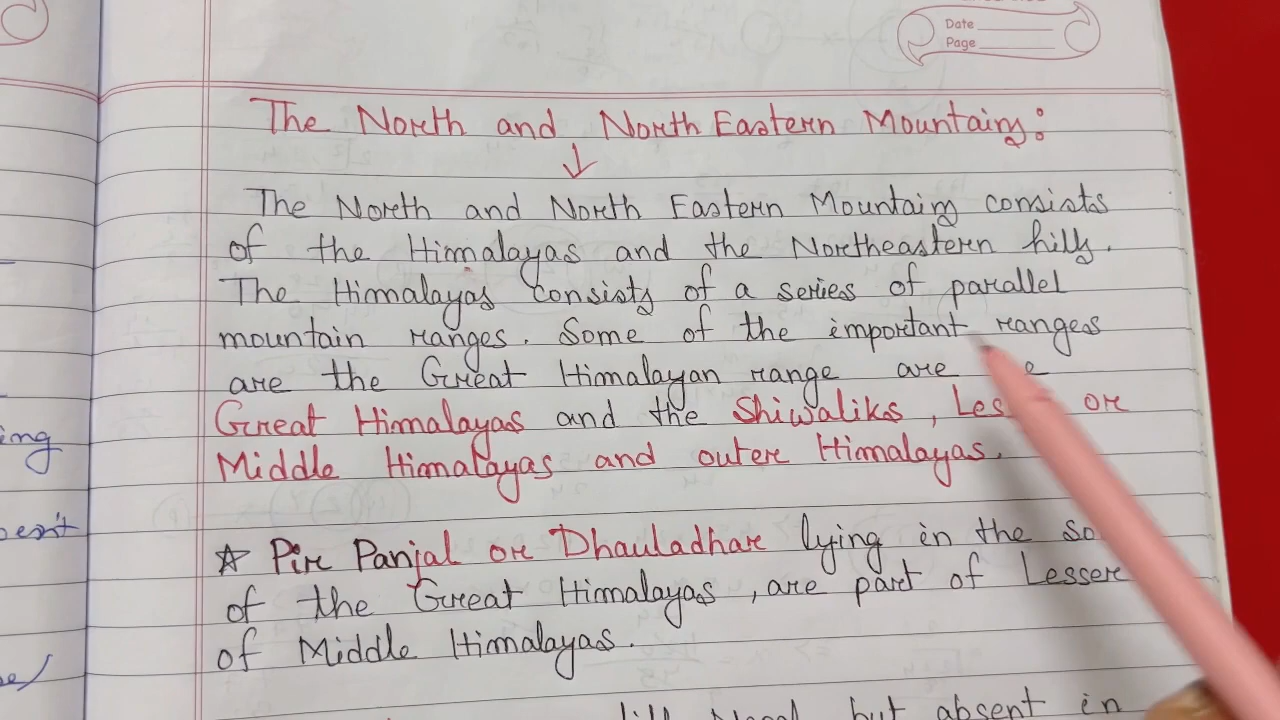 Date
Page
The North and North Eastern Mountains:
↓
The North and North Eastern Mountains consists
of the Himalayas and the Northeastern hills.
The Himalayas consists of a series of parallel
mountain ranges. Some of the important ranges
are the Great Himalayan range are
Great Himalayas and the Shiwaliks, or
Middle Himalayas and outer Himalayas.
☆ Pir Panjal or Dhauladhar lying in the
of the Great Himalayas, are part of Lesser
of Middle Himalayas.
but absent in
ing